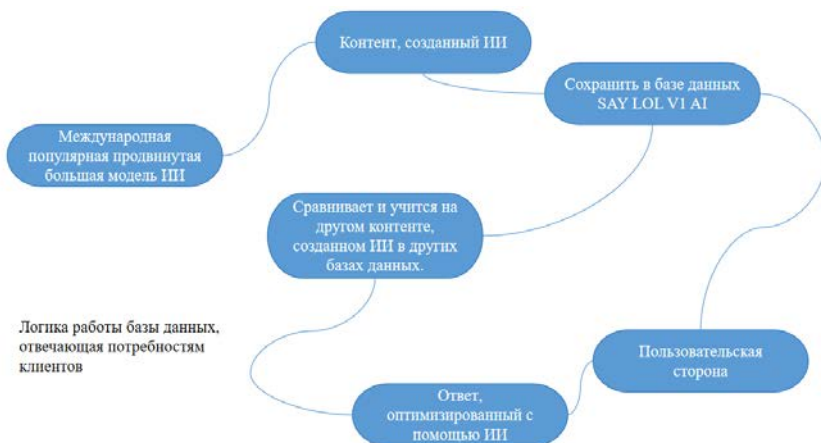 Контент, созданный ИИ
Сохранить в базе данных
SAY LOL V1 AI
Международная
популярная продвинутая
большая модель ИИ
Сравнивает и учится на
другом контенте,
созданном ИИ в других
базах данных.
Логика работы базы данных,
отвечающая потребностям
клиентов
Пользовательская
сторона
Ответ,
оптимизированный с
помощью ИИ